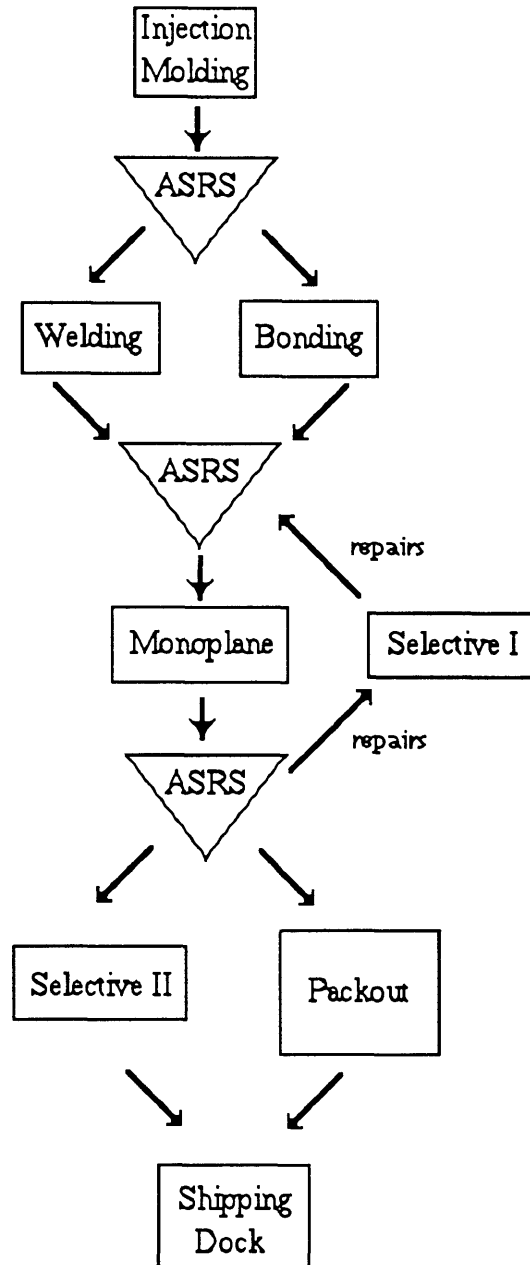 Injection
Molding
ASRS
Welding
Bonding
ASRS
repairs
Monoplane
Selective I
repairs
ASRS
Selective II
Packout
Shipping
Dock